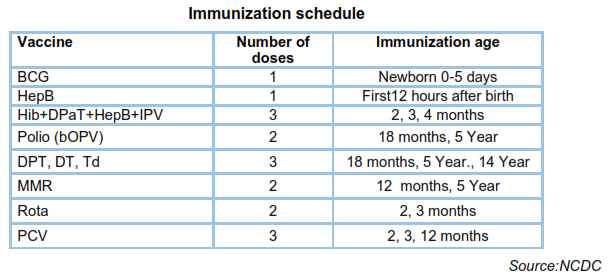 Immunization schedule
Vaccine Number of doses Immunization age
BCG 1 Newborn 0-5 days
HepB 1 First12 hours after birth
Hib+DPaT+HepB+IPV 3 2, 3, 4 months
Polio (bOPV) 2 18 months, 5 Year
DPT, DT, Td 3 18 months, 5 Year., 14 Year
MMR 2 12 months, 5 Year
Rota 2 2, 3 months
PCV 3 2, 3, 12 months
Source:NCDC